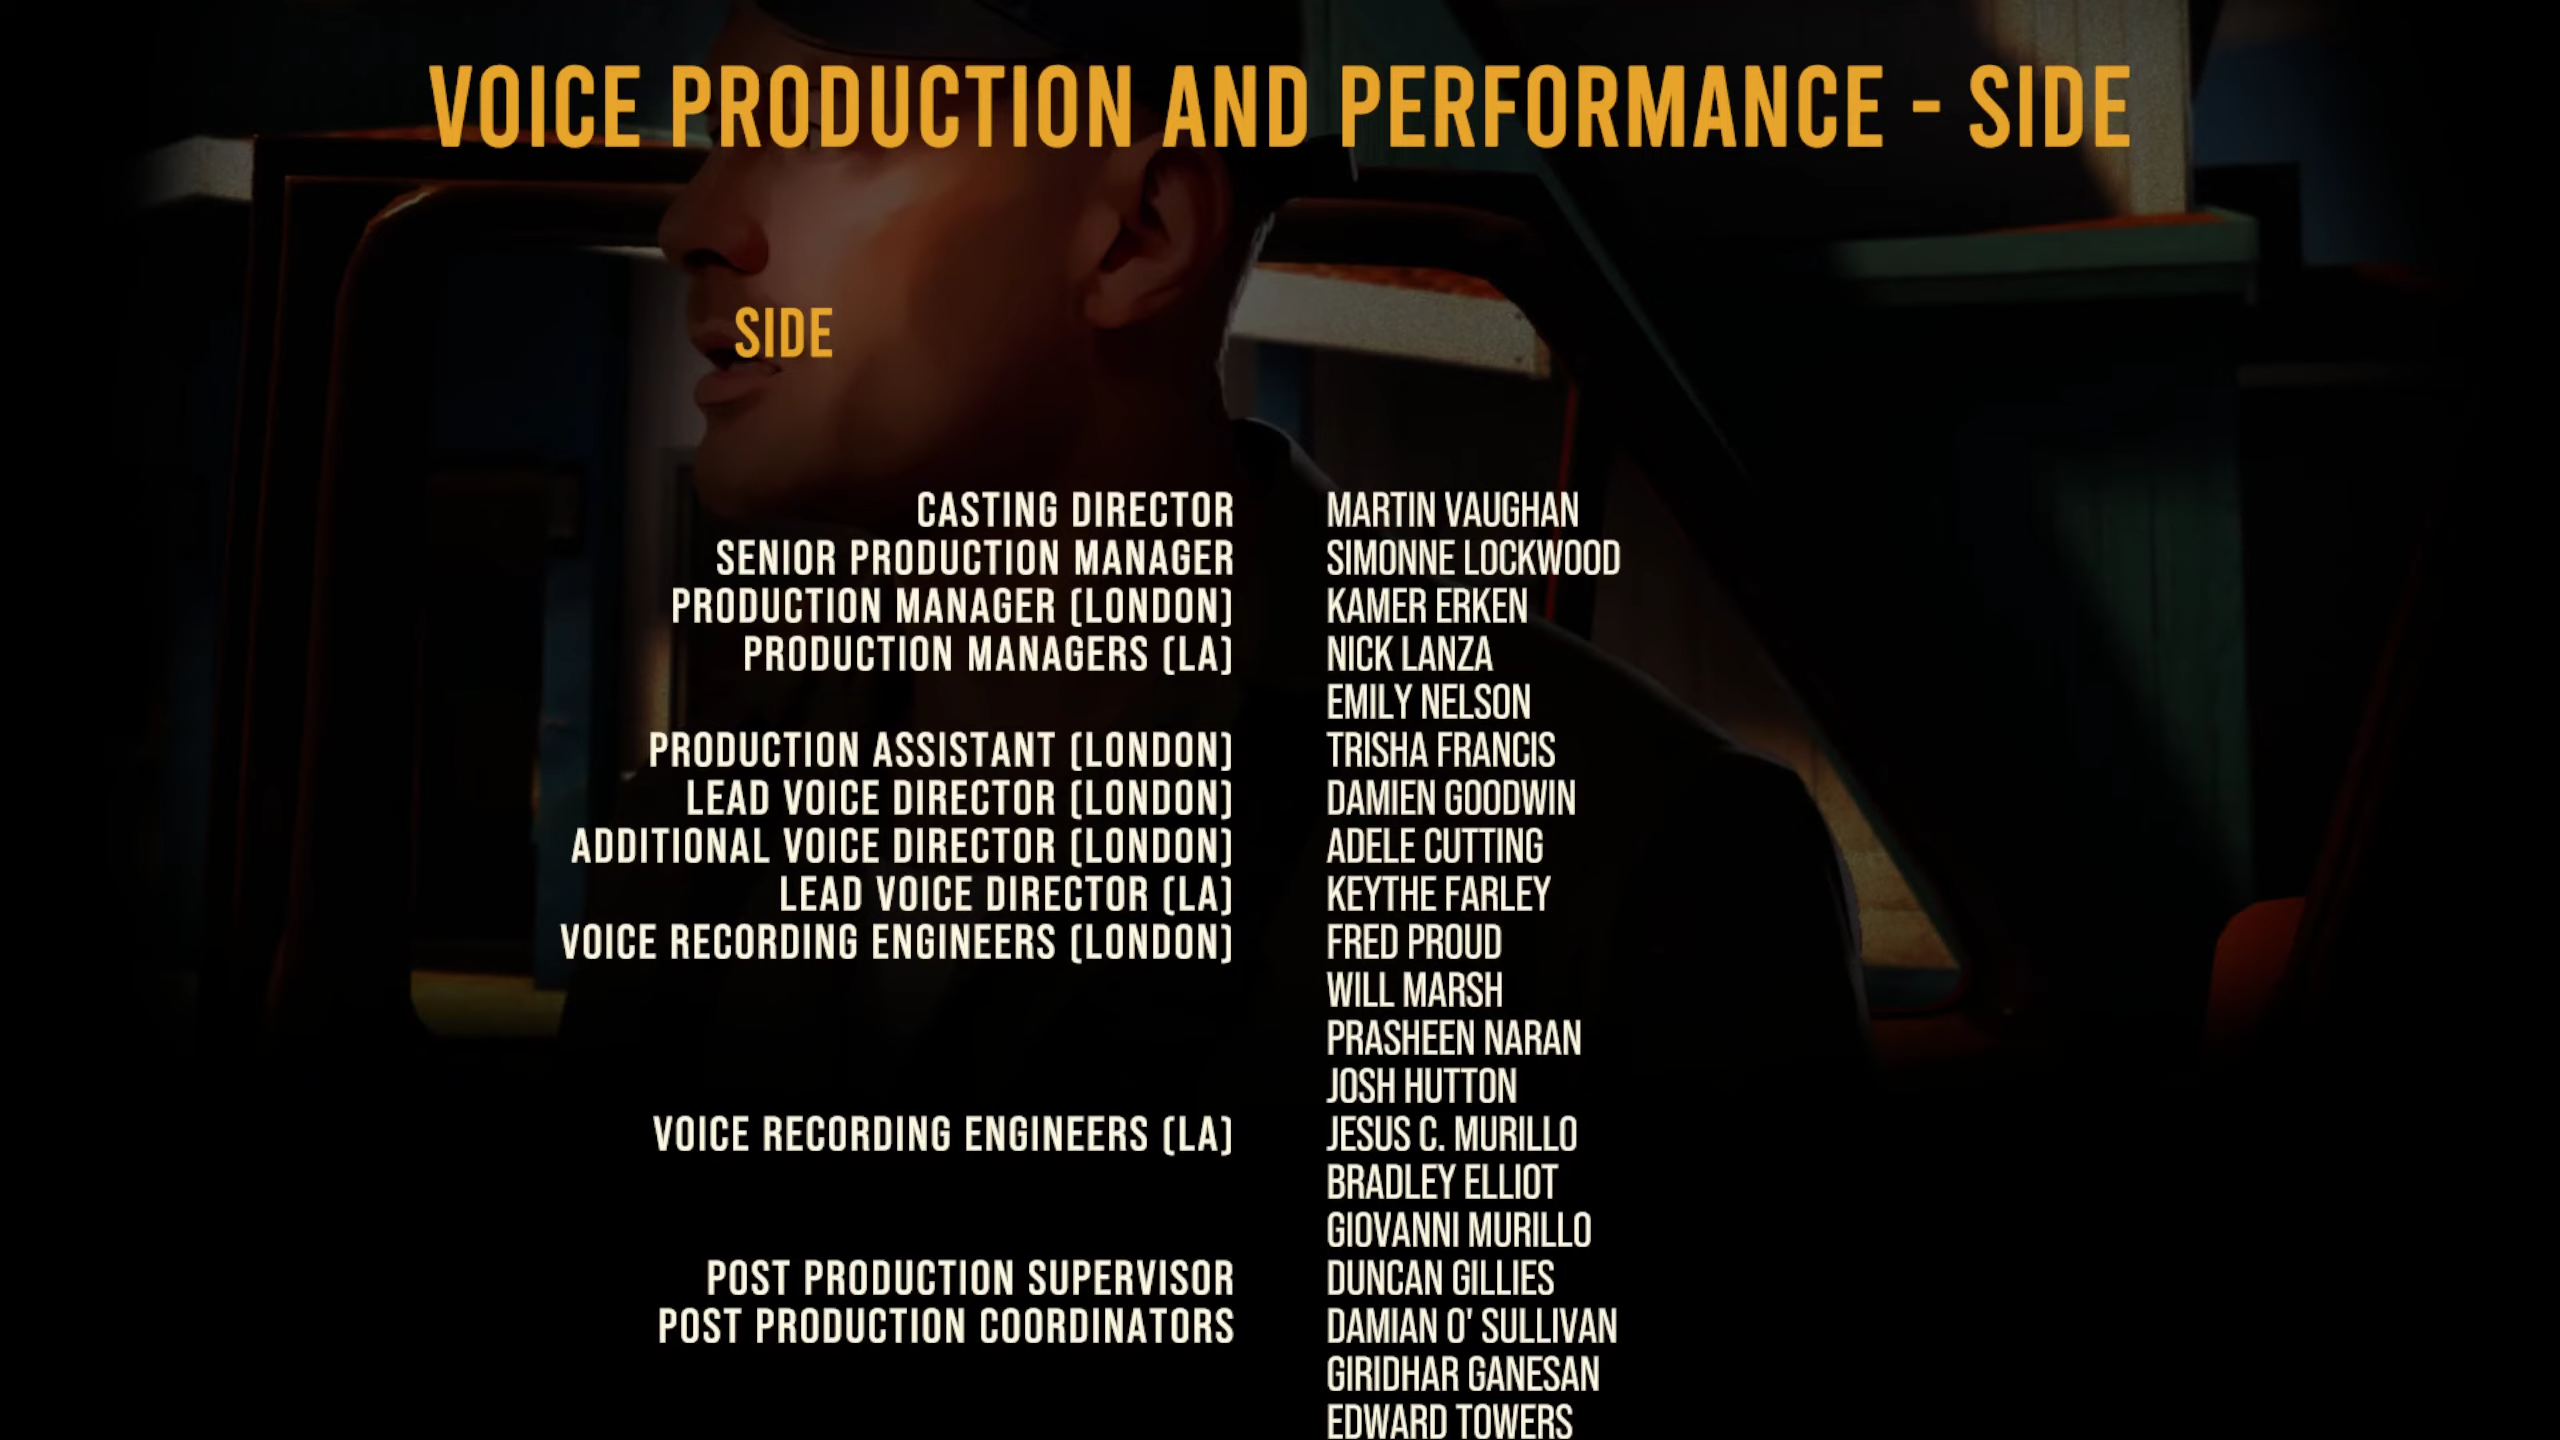 VOICE PRODUCTION AND PERFORMANCE - SIDE
SIDE
CASTING DIRECTOR MARTIN VAUGHAN
SENIOR PRODUCTION MANAGER SIMONNE LOCKWOOD
PRODUCTION MANAGER (LONDON) KAMER ERKEN
PRODUCTION MANAGERS (LA) NICK LANZA
EMILY NELSON
PRODUCTION ASSISTANT (LONDON) TRISHA FRANCIS
LEAD VOICE DIRECTOR (LONDON) DAMIEN GOODWIN
ADDITIONAL VOICE DIRECTOR (LONDON) ADELE CUTTING
LEAD VOICE DIRECTOR (LA) KEYTHE FARLEY
VOICE RECORDING ENGINEERS (LONDON) FRED PROUD
WILL MARSH
PRASHEEN NARAN
JOSH HUTTON
VOICE RECORDING ENGINEERS (LA) JESUS C. MURILLO
BRADLEY ELLIOT
GIOVANNI MURILLO
POST PRODUCTION SUPERVISOR DUNCAN GILLIES
POST PRODUCTION COORDINATORS DAMIAN O' SULLIVAN
GIRIDHAR GANESAN
EDWARD TOWERS